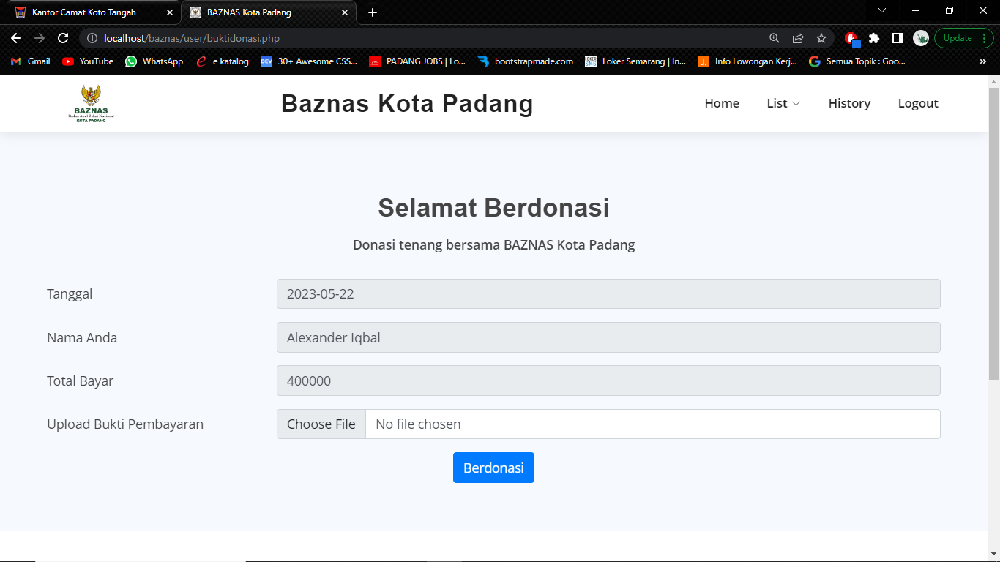 Kantor Camat Koto Tangah
BAZNAS Kota Padang
localhost/baznas/user/buktidonasi.php
Update
Gmail
YouTube
WhatsApp
e katalog
DEV
30+ Awesome CSS...
PADANG JOBS | Lo...
bootstrapmade.com
LOKER SMG
Loker Semarang | In...
J.
Info Lowongan Kerj...
Semua Topik : Goo...
»
BAZNAS
Badan Amil Zakat Nasional
KOTA PADANG
Baznas Kota Padang
Home
List
History
Logout
Selamat Berdonasi
Donasi tenang bersama BAZNAS Kota Padang
Tanggal
2023-05-22
Nama Anda
Alexander Iqbal
Total Bayar
400000
Upload Bukti Pembayaran
Choose File
No file chosen
Berdonasi